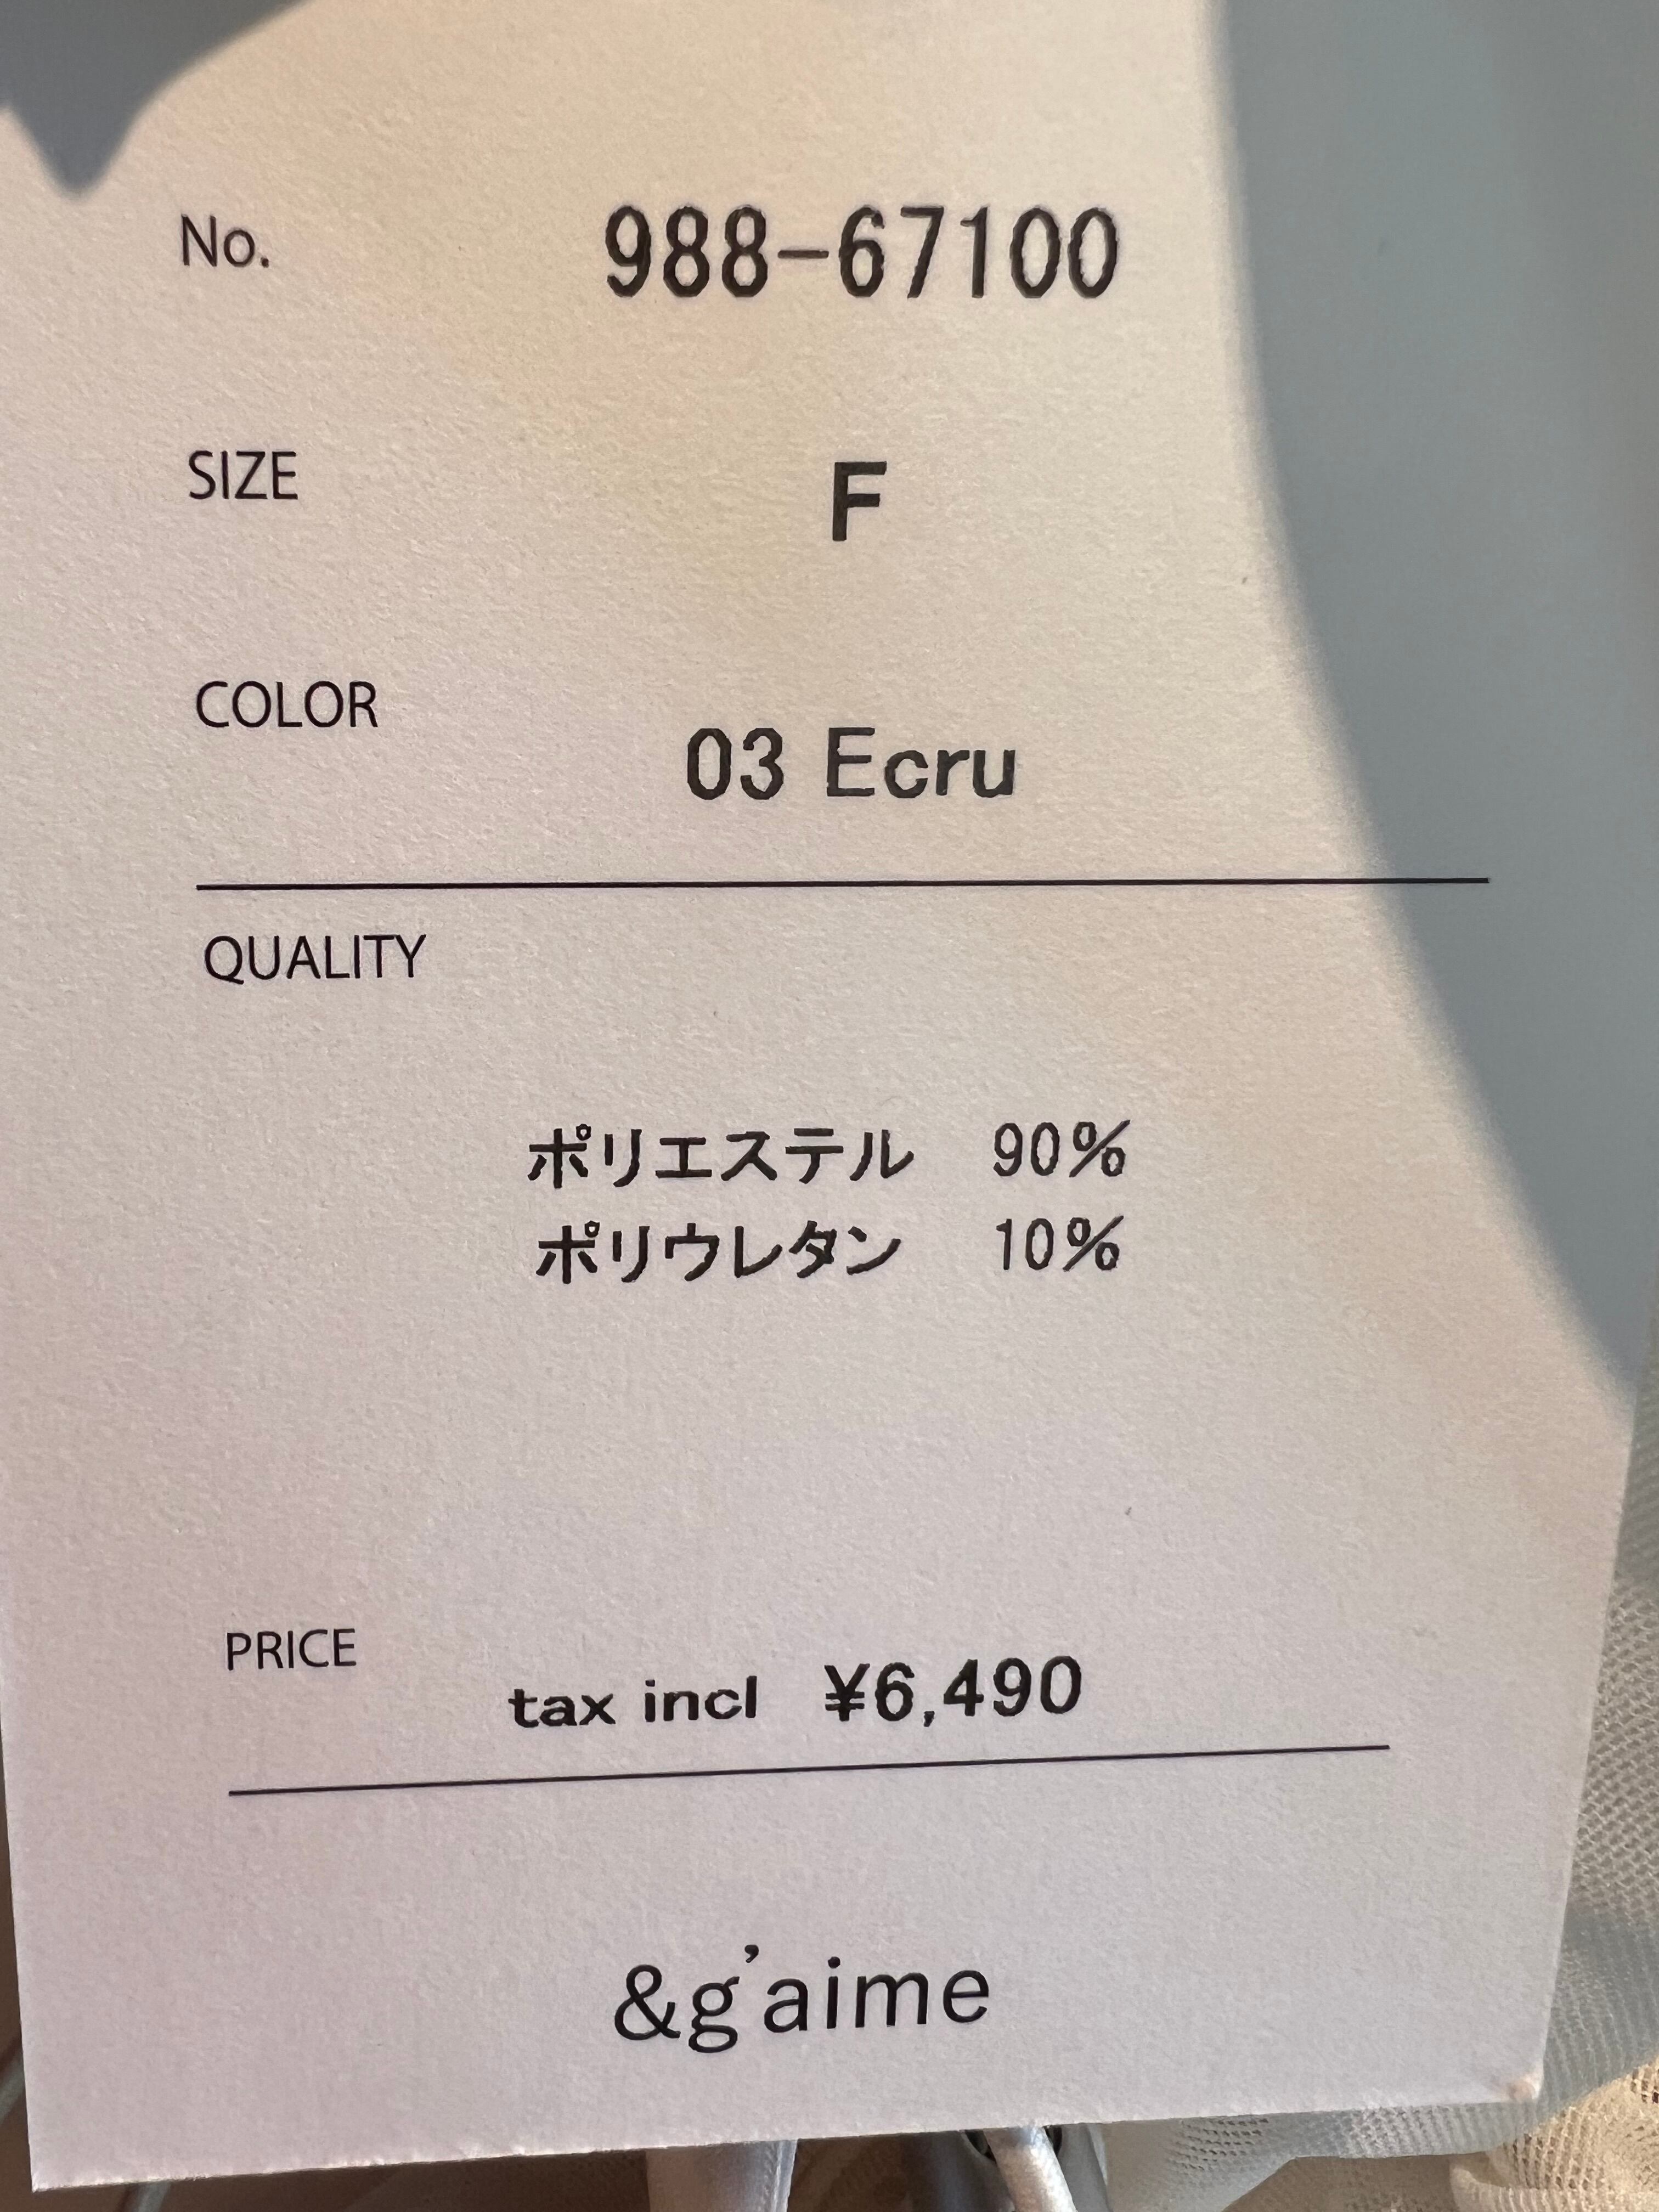 No. 988-67100
SIZE F
COLOR 03 Ecru
QUALITY
ポリエステル 90%
ポリウレタン 10%
PRICE tax incl ¥6,490
&g'aime